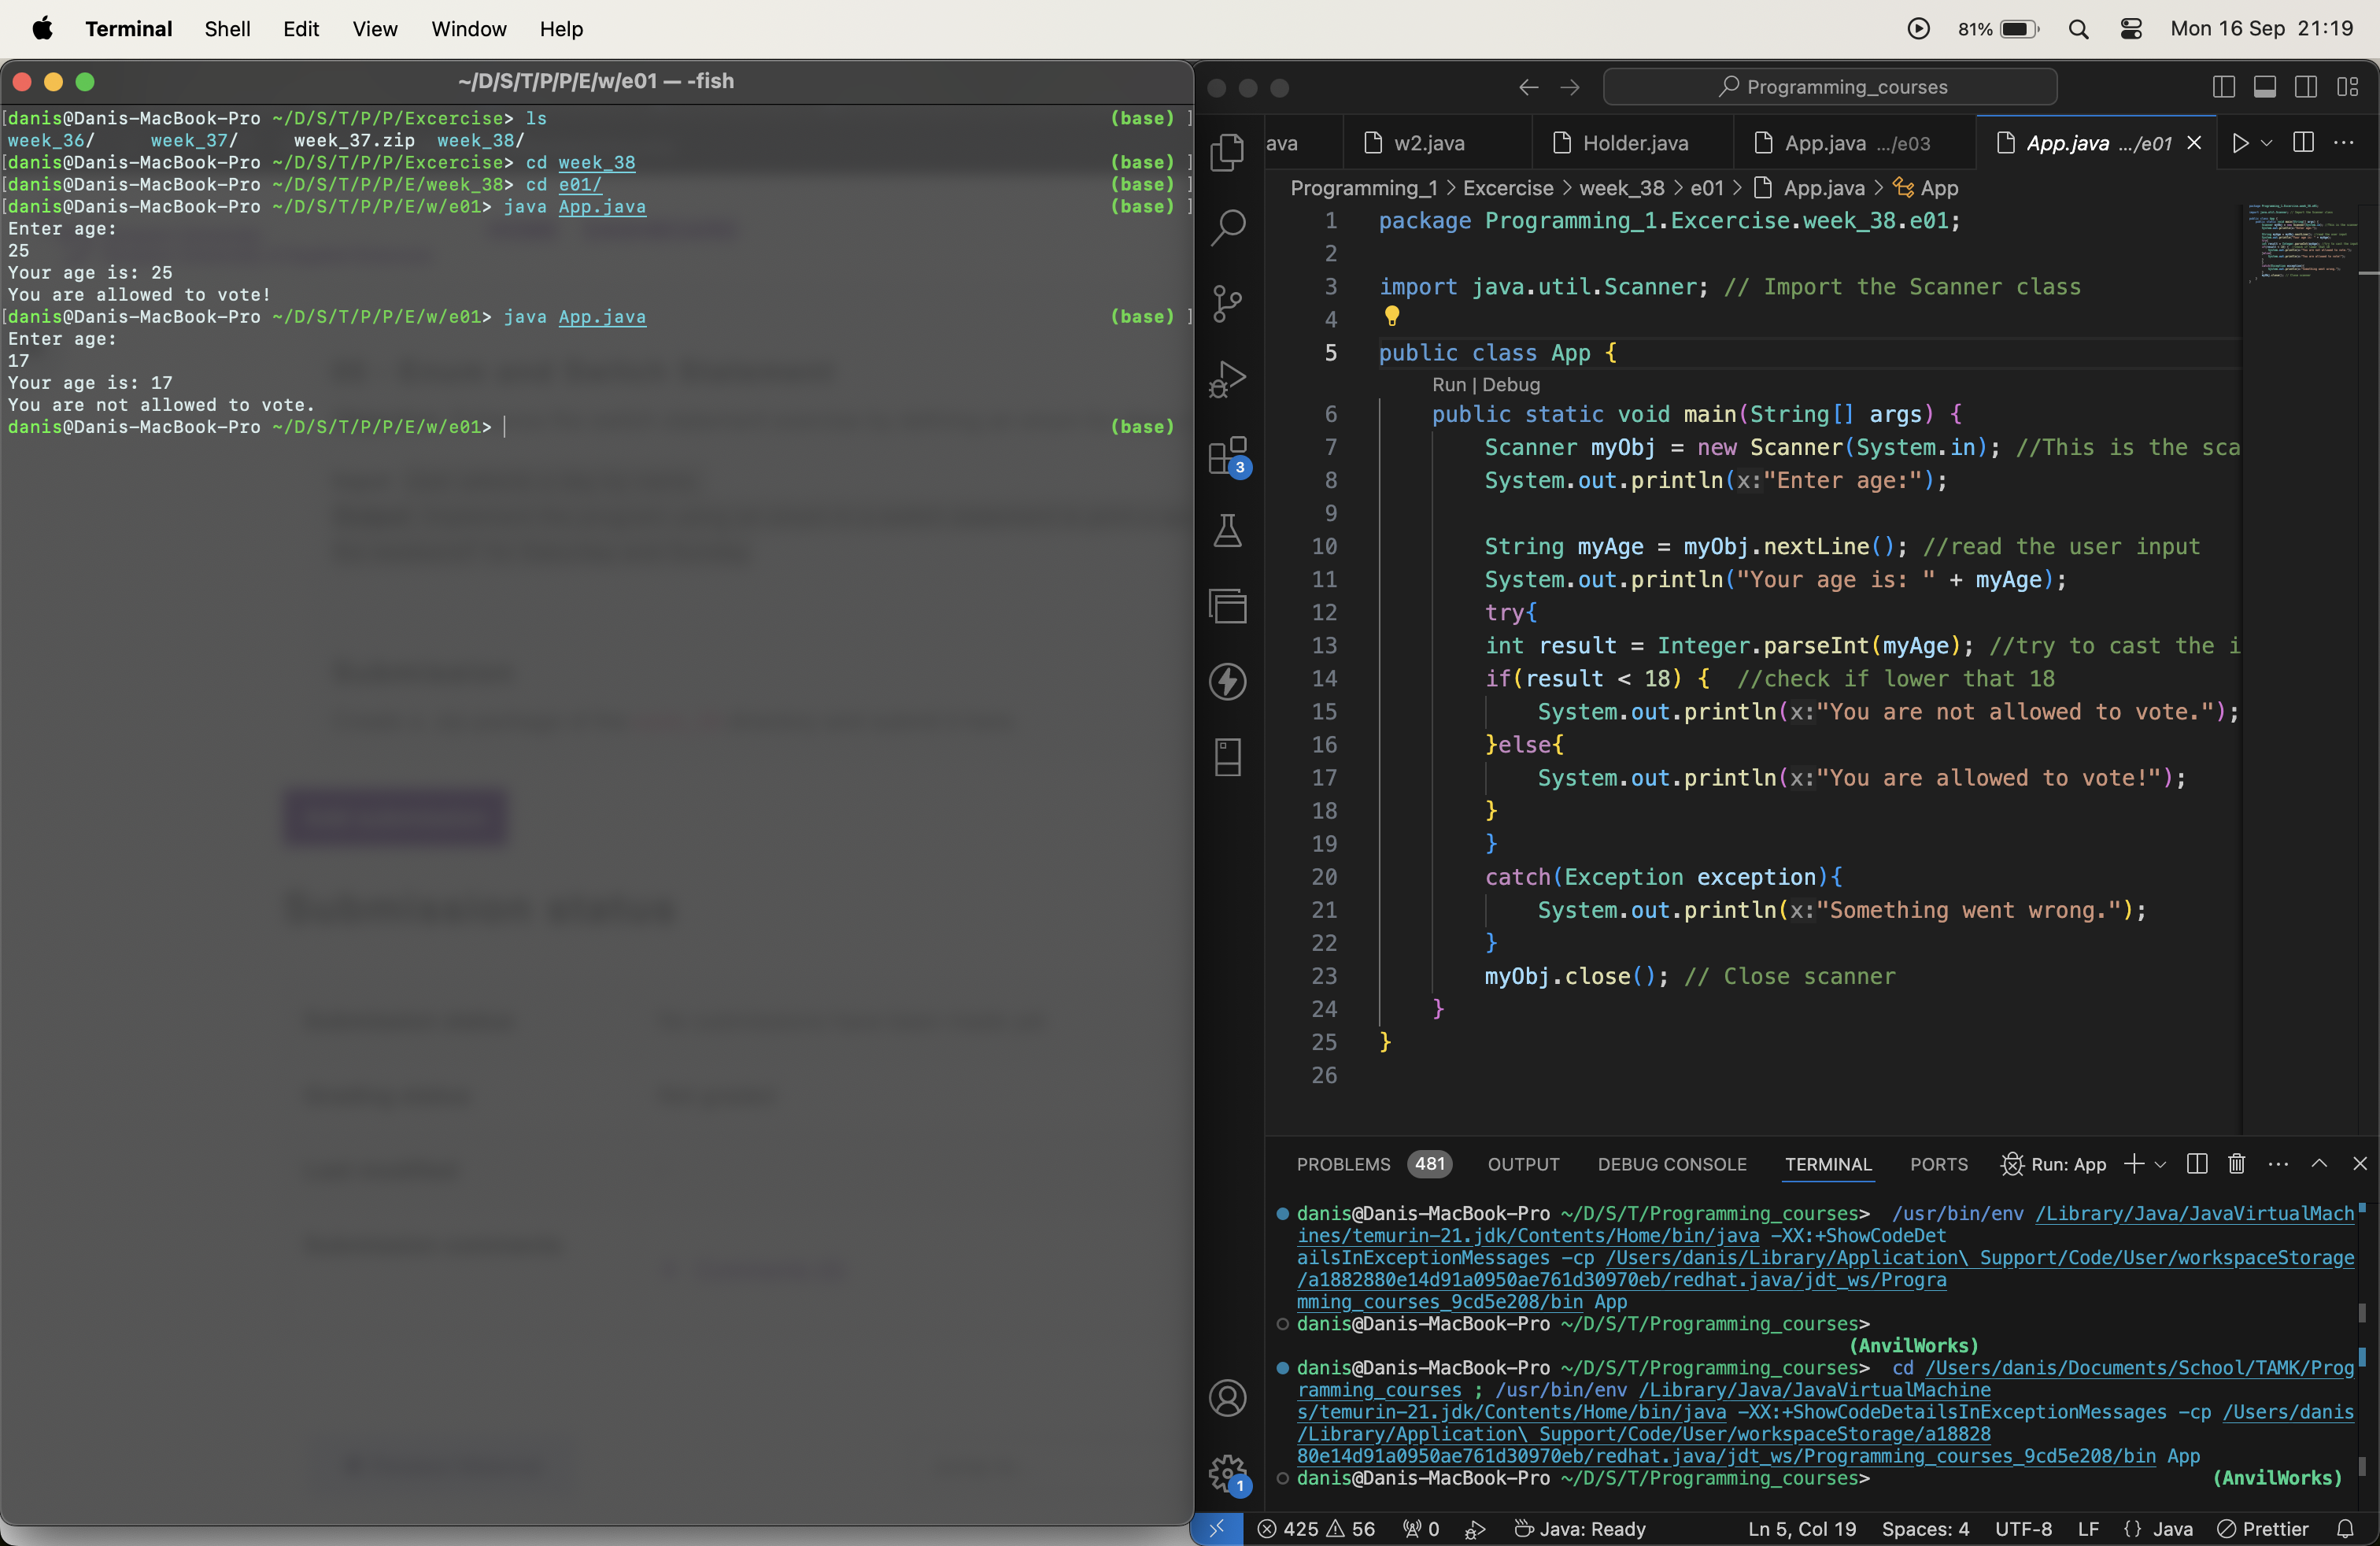 Terminal Shell Edit View Window Help 81% Mon 16 Sep 21:19
~/D/S/T/P/P/E/w/e01 — -fish
[danis@Danis-MacBook-Pro ~/D/S/T/P/P/Excercise> ls (base) ]
week_36/ week_37/ week_37.zip week_38/
[danis@Danis-MacBook-Pro ~/D/S/T/P/P/Excercise> cd week_38 (base) ]
[danis@Danis-MacBook-Pro ~/D/S/T/P/P/E/week_38> cd e01/ (base) ]
[danis@Danis-MacBook-Pro ~/D/S/T/P/P/E/w/e01> java App.java (base) ]
Enter age:
25
Your age is: 25
You are allowed to vote!
[danis@Danis-MacBook-Pro ~/D/S/T/P/P/E/w/e01> java App.java (base) ]
Enter age:
17
Your age is: 17
You are not allowed to vote.
danis@Danis-MacBook-Pro ~/D/S/T/P/P/E/w/e01> (base)
Programming_courses
ava w2.java Holder.java App.java .../e03 App.java .../e01
Programming_1 > Excercise > week_38 > e01 > App.java > App
1 package Programming_1.Excercise.week_38.e01;
2
3 import java.util.Scanner; // Import the Scanner class
4
5 public class App {
Run | Debug
6 public static void main(String[] args) {
7 Scanner myObj = new Scanner(System.in); //This is the sca
8 System.out.println(x:"Enter age:");
9
10 String myAge = myObj.nextLine(); //read the user input
11 System.out.println("Your age is: " + myAge);
12 try{
13 int result = Integer.parseInt(myAge); //try to cast the i
14 if(result < 18) { //check if lower that 18
15 System.out.println(x:"You are not allowed to vote.");
16 }else{
17 System.out.println(x:"You are allowed to vote!");
18 }
19 }
20 catch(Exception exception){
21 System.out.println(x:"Something went wrong.");
22 }
23 myObj.close(); // Close scanner
24 }
25 }
26
3
1
PROBLEMS 481 OUTPUT DEBUG CONSOLE TERMINAL PORTS Run: App
danis@Danis-MacBook-Pro ~/D/S/T/Programming_courses> /usr/bin/env /Library/Java/JavaVirtualMach
ines/temurin-21.jdk/Contents/Home/bin/java -XX:+ShowCodeDet
ailsInExceptionMessages -cp /Users/danis/Library/Application\ Support/Code/User/workspaceStorage
/a1882880e14d91a0950ae761d30970eb/redhat.java/jdt_ws/Progra
mming_courses_9cd5e208/bin App
danis@Danis-MacBook-Pro ~/D/S/T/Programming_courses>
(AnvilWorks)
danis@Danis-MacBook-Pro ~/D/S/T/Programming_courses> cd /Users/danis/Documents/School/TAMK/Prog
ramming_courses ; /usr/bin/env /Library/Java/JavaVirtualMachine
s/temurin-21.jdk/Contents/Home/bin/java -XX:+ShowCodeDetailsInExceptionMessages -cp /Users/danis
/Library/Application\ Support/Code/User/workspaceStorage/a18828
80e14d91a0950ae761d30970eb/redhat.java/jdt_ws/Programming_courses_9cd5e208/bin App
danis@Danis-MacBook-Pro ~/D/S/T/Programming_courses> (AnvilWorks)
425 56 0 Java: Ready Ln 5, Col 19 Spaces: 4 UTF-8 LF {} Java Prettier